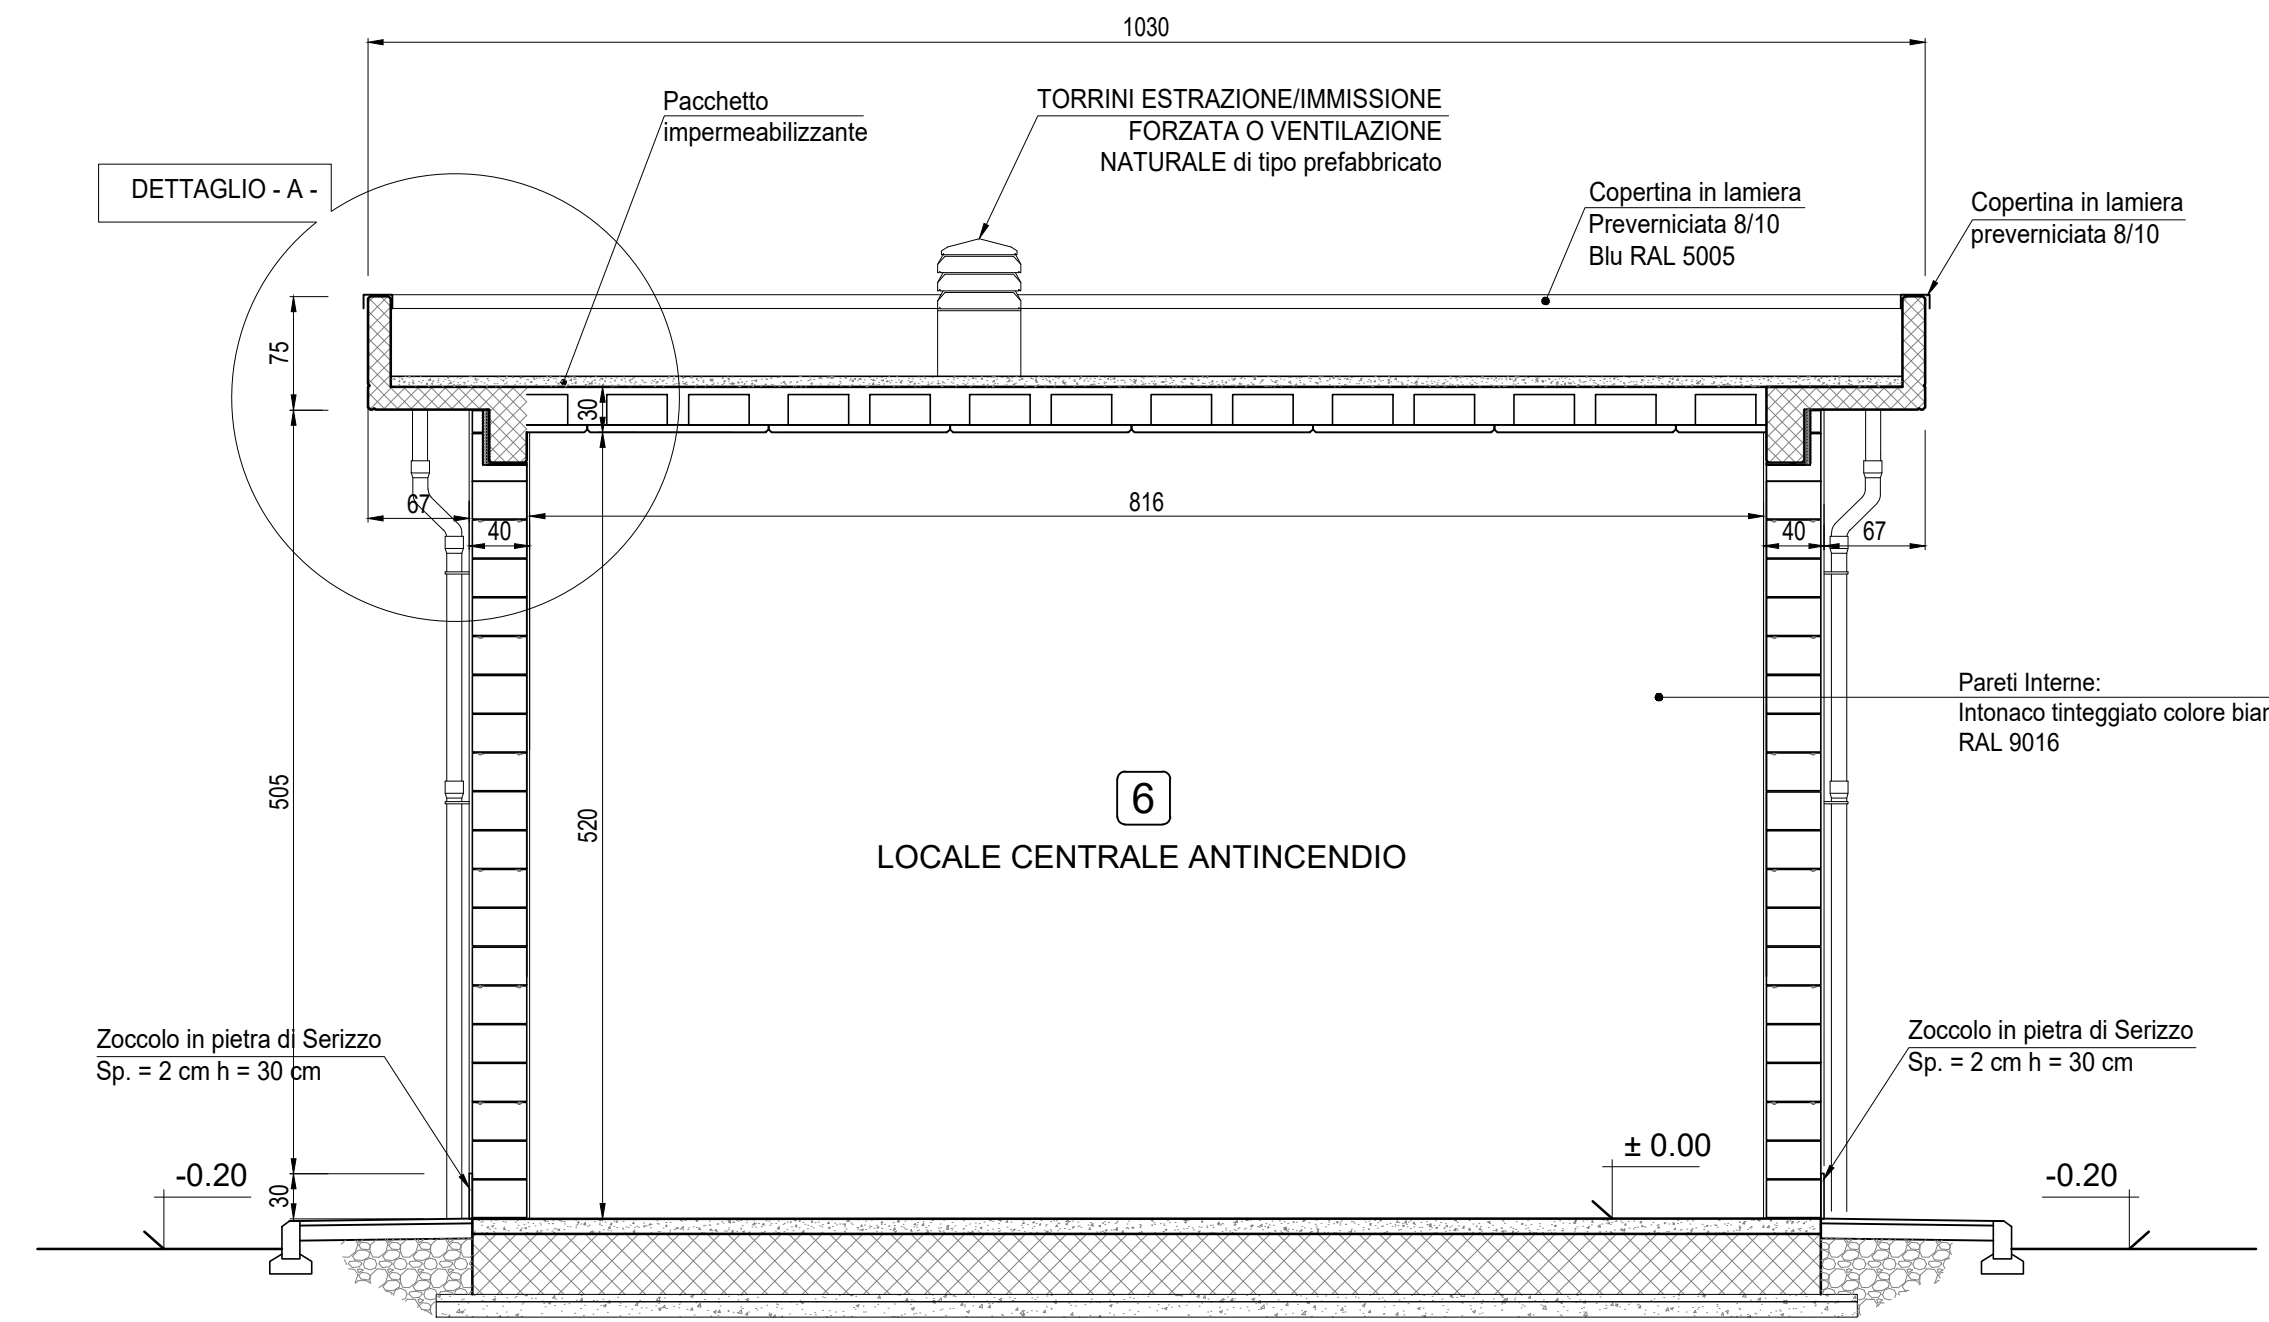 1030
Pacchetto
impermeabilizzante
TORRINI ESTRAZIONE/IMMISSIONE
FORZATA O VENTILAZIONE
NATURALE di tipo prefabbricato
DETTAGLIO - A -
Copertina in lamiera
Preverniciata 8/10
Blu RAL 5005
Copertina in lamiera
preverniciata 8/10
75
30
67
40
816
40
67
Pareti Interne:
Intonaco tinteggiato colore bian
RAL 9016
505
520
6
LOCALE CENTRALE ANTINCENDIO
Zoccolo in pietra di Serizzo
Sp. = 2 cm h = 30 cm
Zoccolo in pietra di Serizzo
Sp. = 2 cm h = 30 cm
-0.20
30
± 0.00
-0.20